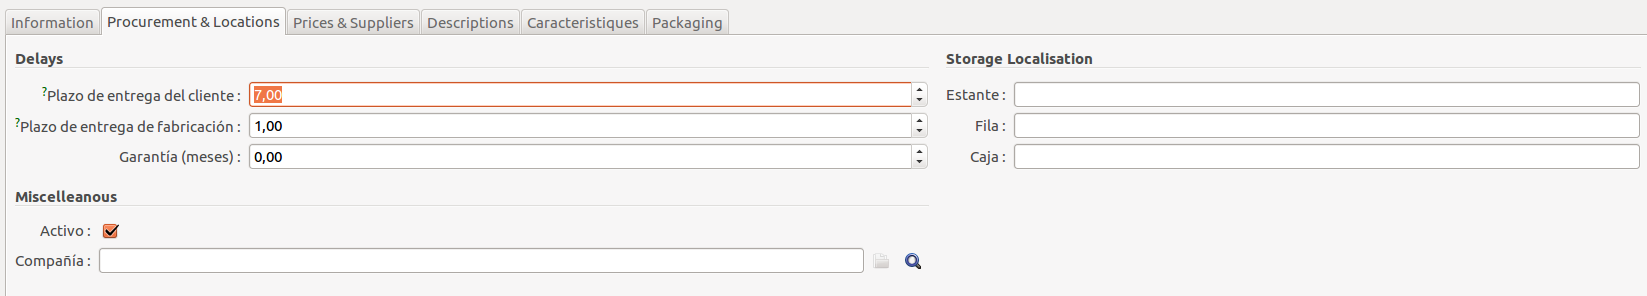 Information Procurement & Locations Prices & Suppliers Descriptions Caracteristiques Packaging
Delays
?Plazo de entrega del cliente : 7,00
?Plazo de entrega de fabricación : 1,00
Garantía (meses) : 0,00
Miscelleanous
Activo :
Compañía :
Storage Localisation
Estante :
Fila :
Caja :